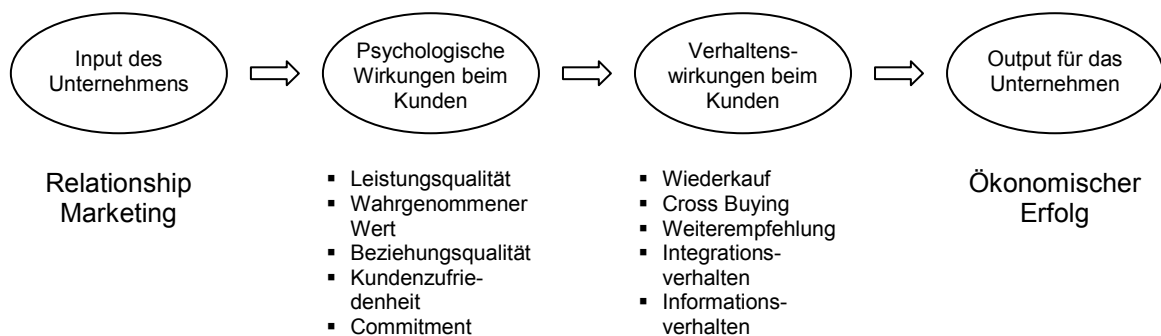 Input des
Unternehmens
Psychologische
Wirkungen beim
Kunden
Verhaltens-
wirkungen beim
Kunden
Output für das
Unternehmen
Relationship
Marketing
▪ Leistungsqualität
▪ Wahrgenommener
Wert
▪ Beziehungsqualität
▪ Kundenzufrie-
denheit
▪ Commitment
▪ Wiederkauf
▪ Cross Buying
▪ Weiterempfehlung
▪ Integrations-
verhalten
▪ Informations-
verhalten
Ökonomischer
Erfolg